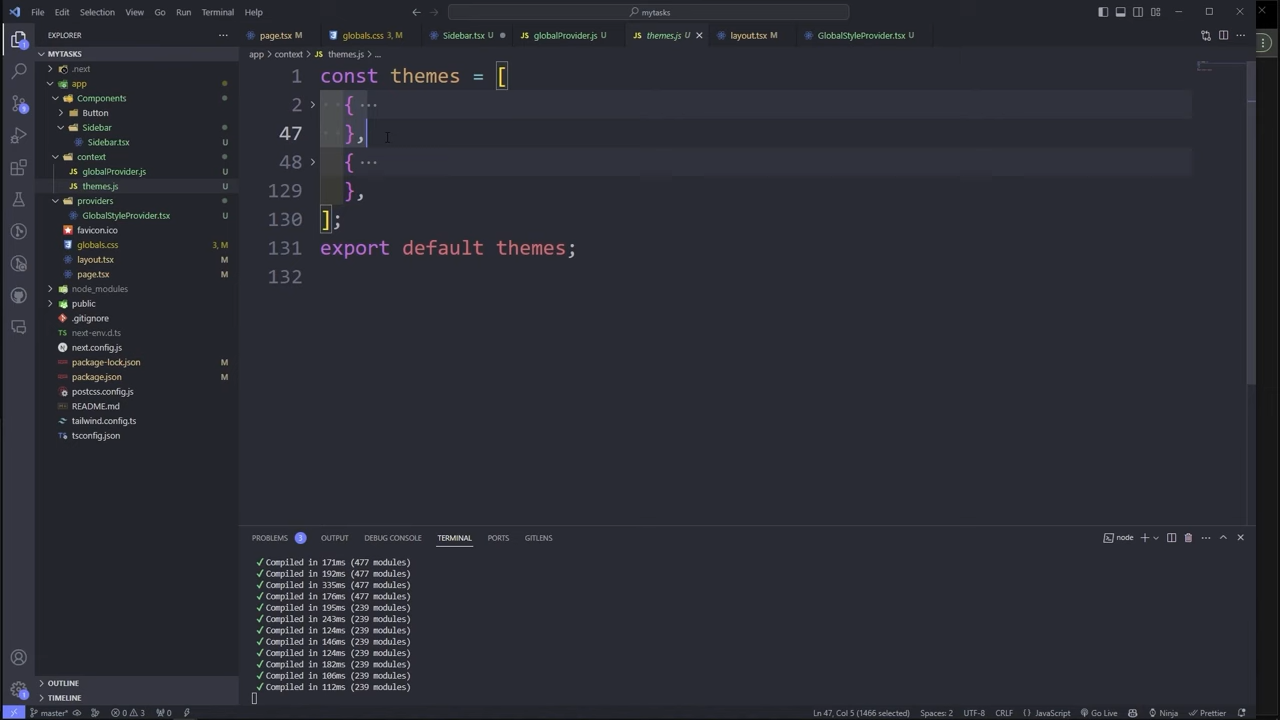 File Edit Selection View Go Run Terminal Help
mytasks
EXPLORER
MYTASKS
.next
app
Components
Button
Sidebar
Sidebar.tsx U
context
globalProvider.js U
themes.js U
providers
GlobalStyleProvider.tsx U
favicon.ico
globals.css 3, M
layout.tsx M
page.tsx M
node_modules
public
.gitignore
next-env.d.ts
next.config.js
package-lock.json M
package.json M
postcss.config.js
README.md
tailwind.config.ts
tsconfig.json
OUTLINE
TIMELINE
page.tsx M globals.css 3, M Sidebar.tsx U globalProvider.js U themes.js U layout.tsx M GlobalStyleProvider.tsx U
app > context > themes.js > ...
1 const themes = [
2 { ...
47 },
48 { ...
129 },
130 ];
131 export default themes;
132
PROBLEMS 3 OUTPUT DEBUG CONSOLE TERMINAL PORTS GITLENS
node
✓ Compiled in 171ms (477 modules)
✓ Compiled in 192ms (477 modules)
✓ Compiled in 335ms (477 modules)
✓ Compiled in 176ms (477 modules)
✓ Compiled in 195ms (239 modules)
✓ Compiled in 243ms (239 modules)
✓ Compiled in 124ms (239 modules)
✓ Compiled in 146ms (239 modules)
✓ Compiled in 124ms (239 modules)
✓ Compiled in 182ms (239 modules)
✓ Compiled in 106ms (239 modules)
✓ Compiled in 112ms (239 modules)
master* 0 3 0 Ln 47, Col 5 (1466 selected) Spaces: 2 UTF-8 CRLF JavaScript Go Live Ninja Prettier